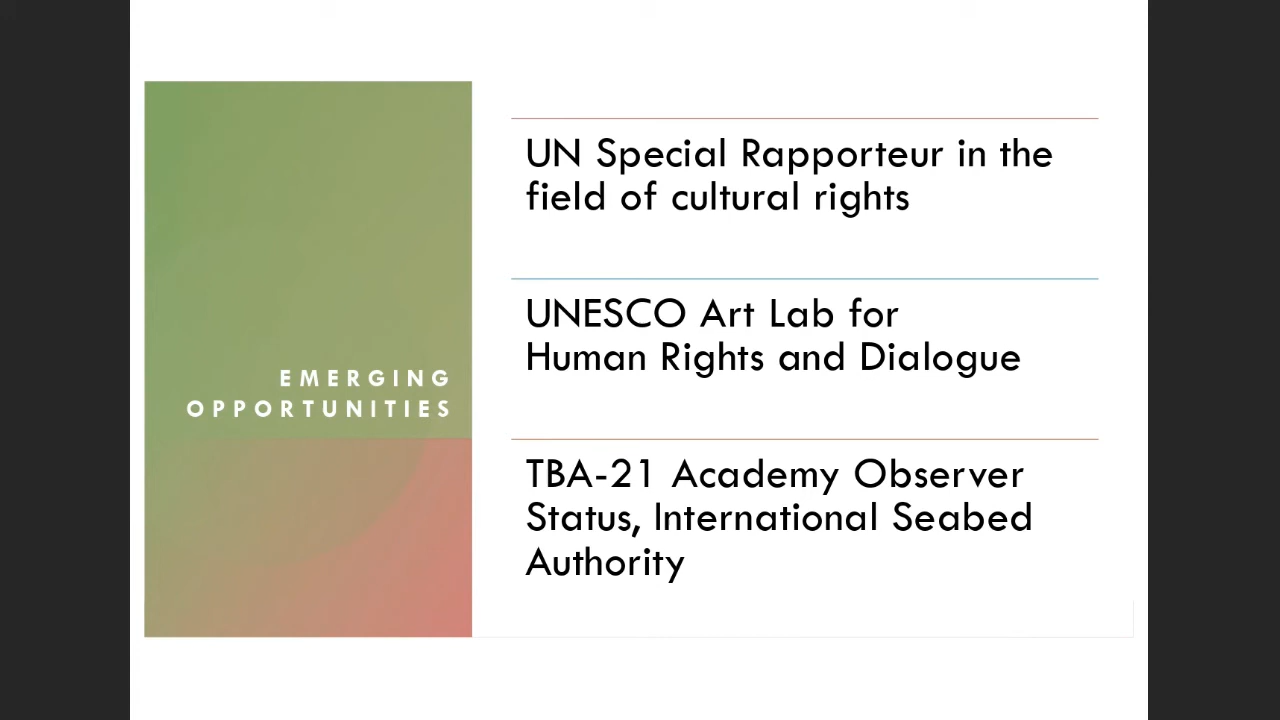 EMERGING
OPPORTUNITIES
UN Special Rapporteur in the
field of cultural rights
UNESCO Art Lab for
Human Rights and Dialogue
TBA-21 Academy Observer
Status, International Seabed
Authority